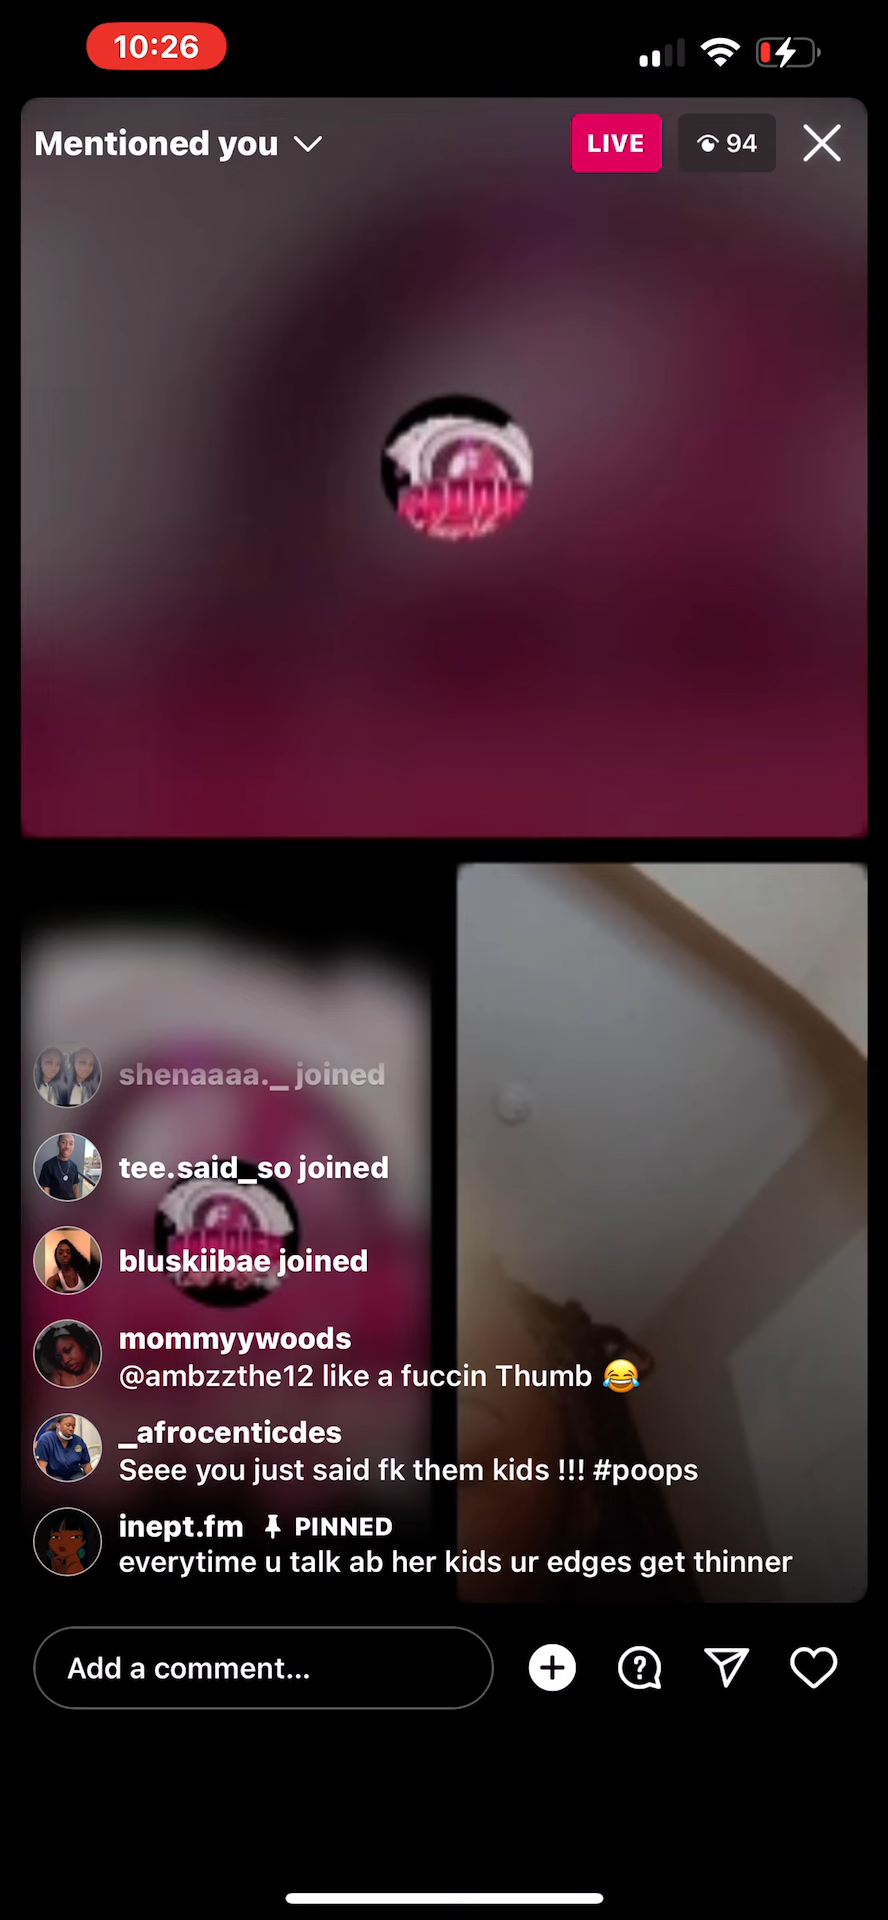 10:26
Mentioned you
LIVE
94
shenaaaa._ joined
tee.said_so joined
bluskiibae joined
mommyywoods
@ambzzthe12 like a fuccin Thumb 😂
_afrocenticdes
Seee you just said fk them kids !!! #poops
inept.fm PINNED
everytime u talk ab her kids ur edges get thinner
Add a comment...